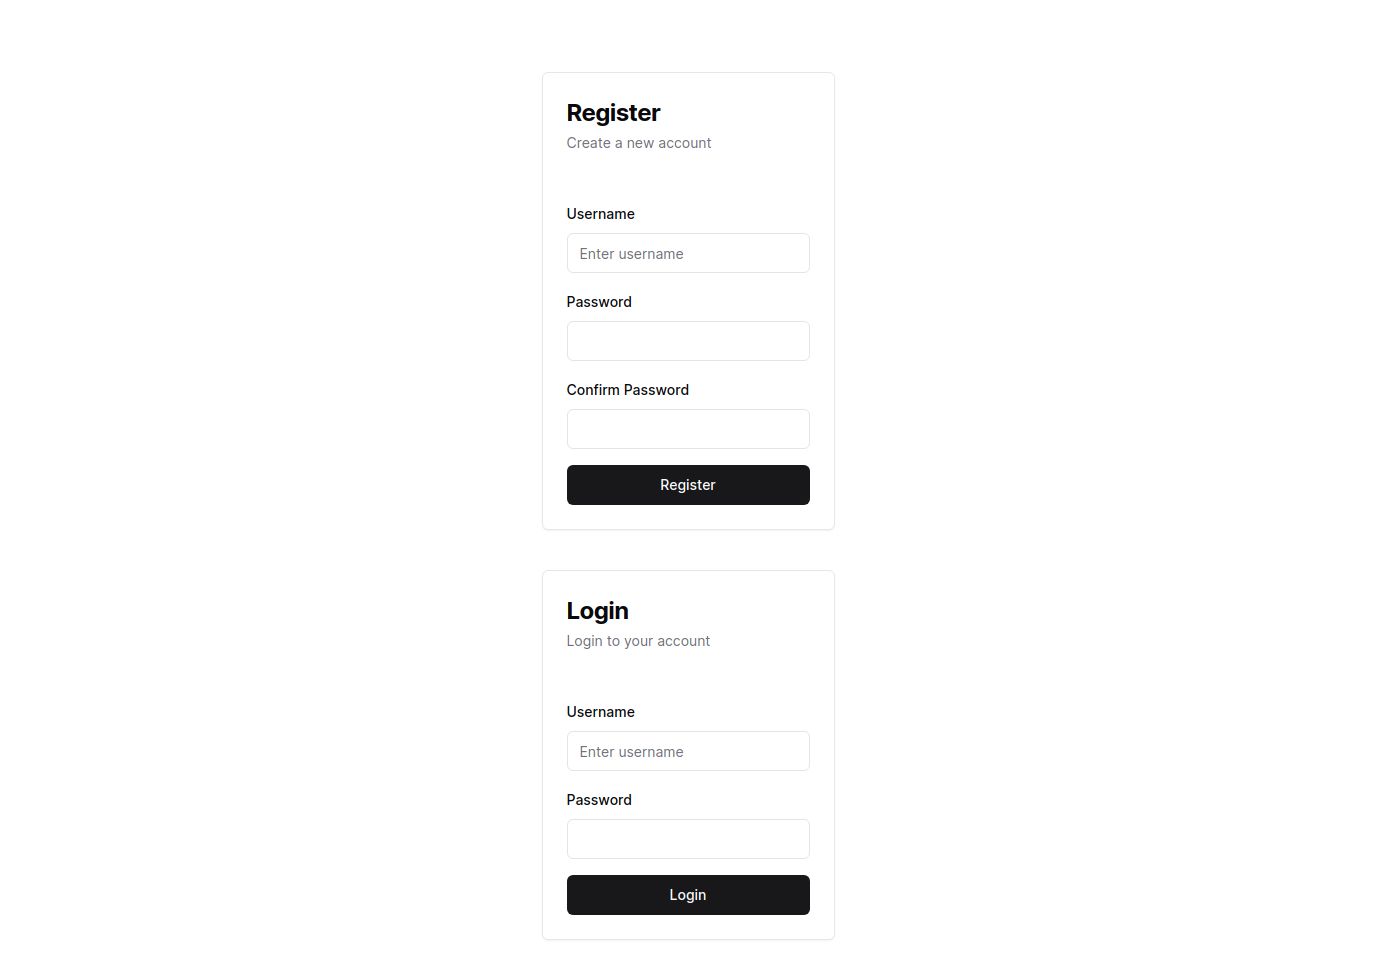 Register
Create a new account
Username
Enter username
Password
Confirm Password
Register
Login
Login to your account
Username
Enter username
Password
Login